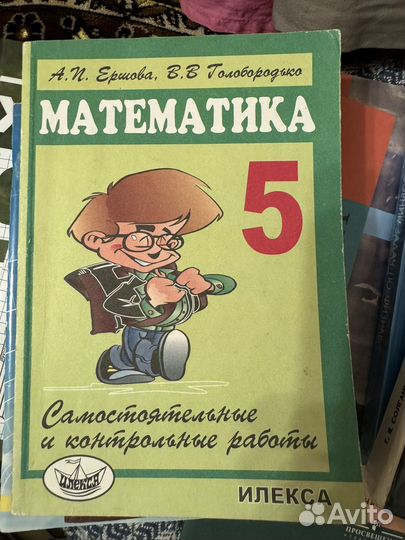 А.П. Ершова, В.В Голобородько
МАТЕМАТИКА
5
Самостоятельные
и контрольные работы
ИЛЕКСА
ИЛЕКСА
Avito